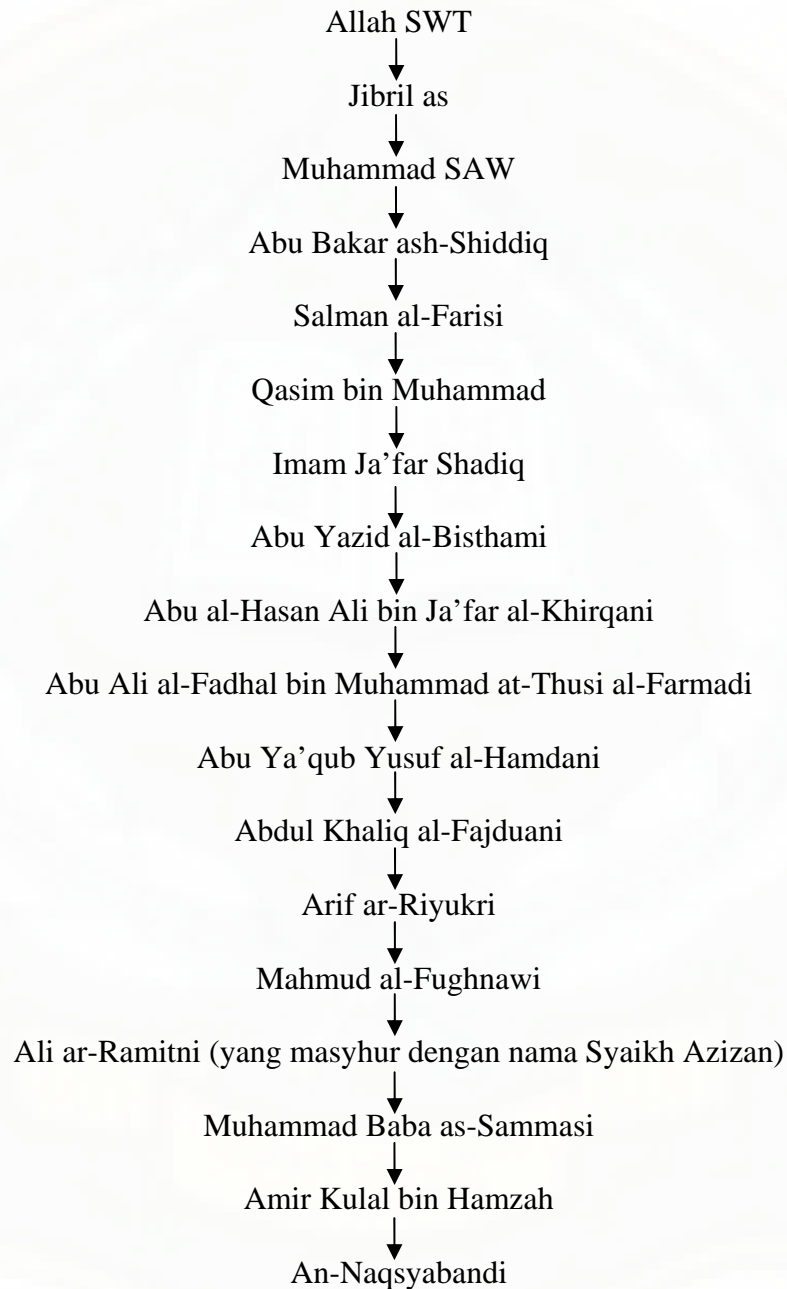 Allah SWT
Jibril as
Muhammad SAW
Abu Bakar ash-Shiddiq
Salman al-Farisi
Qasim bin Muhammad
Imam Ja’far Shadiq
Abu Yazid al-Bisthami
Abu al-Hasan Ali bin Ja’far al-Khirqani
Abu Ali al-Fadhal bin Muhammad at-Thusi al-Farmadi
Abu Ya’qub Yusuf al-Hamdani
Abdul Khaliq al-Fajduani
Arif ar-Riyukri
Mahmud al-Fughnawi
Ali ar-Ramitni (yang masyhur dengan nama Syaikh Azizan)
Muhammad Baba as-Sammasi
Amir Kulal bin Hamzah
An-Naqsyabandi